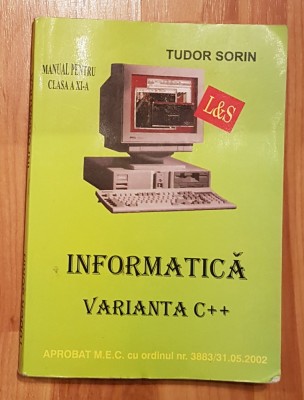 TUDOR SORIN
MANUAL PENTRU
CLASA A XI-A
L&S
INFORMATICĂ
VARIANTA C++
APROBAT M.E.C. cu ordinul nr. 3883/31.05.2002